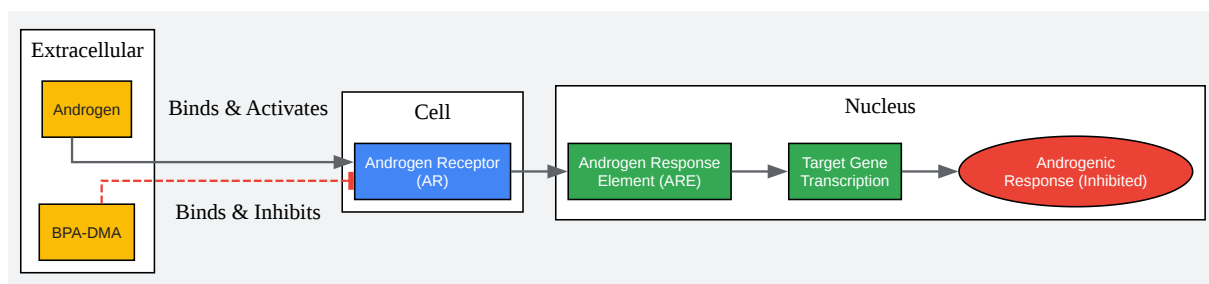 Extracellular
Androgen
Binds & Activates
Cell
Androgen Receptor
(AR)
Nucleus
Androgen Response
Element (ARE)
Target Gene
Transcription
Androgenic
Response (Inhibited)
Binds & Inhibits
BPA-DMA